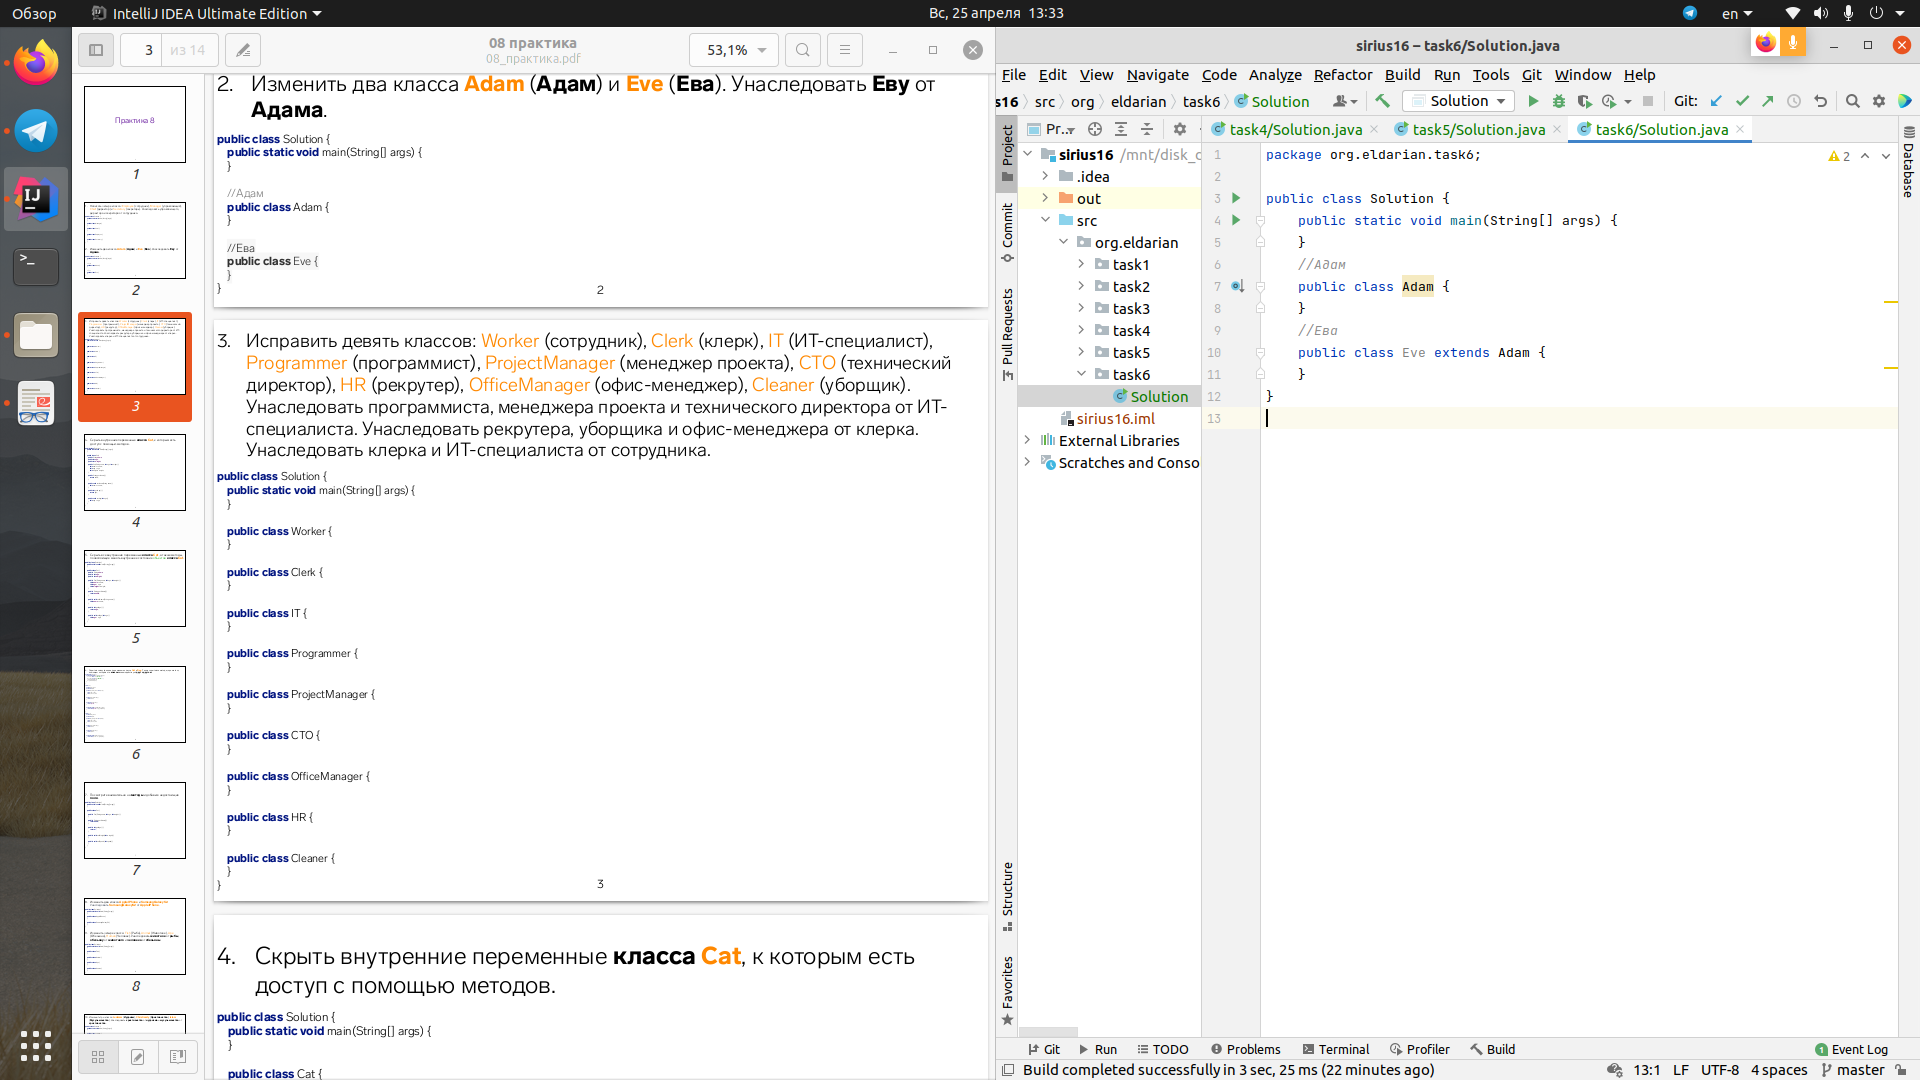 Обзор
IntelliJ IDEA Ultimate Edition
Вс, 25 апреля 13:33
en
3
из 14
08 практика
08_практика.pdf
53,1%
Практика 8
1
2
3
4
5
6
7
8
2. Изменить два класса Adam (Адам) и Eve (Ева). Унаследовать Еву от
Адама.
public class Solution {
public static void main(String[] args) {
}
//Адам
public class Adam {
}
//Ева
public class Eve {
}
}
2
3. Исправить девять классов: Worker (сотрудник), Clerk (клерк), IT (ИТ-специалист),
Programmer (программист), ProjectManager (менеджер проекта), CTO (технический
директор), HR (рекрутер), OfficeManager (офис-менеджер), Cleaner (уборщик).
Унаследовать программиста, менеджера проекта и технического директора от ИТ-
специалиста. Унаследовать рекрутера, уборщика и офис-менеджера от клерка.
Унаследовать клерка и ИТ-специалиста от сотрудника.
public class Solution {
public static void main(String[] args) {
}
public class Worker {
}
public class Clerk {
}
public class IT {
}
public class Programmer {
}
public class ProjectManager {
}
public class CTO {
}
public class OfficeManager {
}
public class HR {
}
public class Cleaner {
}
}
3
4. Скрыть внутренние переменные класса Cat, к которым есть
доступ с помощью методов.
public class Solution {
public static void main(String[] args) {
}
public class Cat {
sirius16 – task6/Solution.java
File Edit View Navigate Code Analyze Refactor Build Run Tools Git Window Help
s16 src org eldarian task6 Solution
Solution
Git:
Pr...
task4/Solution.java
task5/Solution.java
task6/Solution.java
Project
Commit
Pull Requests
Structure
Favorites
Database
sirius16 /mnt/disk_c
.idea
out
src
org.eldarian
task1
task2
task3
task4
task5
task6
Solution
sirius16.iml
External Libraries
Scratches and Conso
2
1 package org.eldarian.task6;
2
3 public class Solution {
4 public static void main(String[] args) {
5 }
6 //Адам
7 public class Adam {
8 }
9 //Ева
10 public class Eve extends Adam {
11 }
12 }
13
Git Run TODO Problems Terminal Profiler Build
1 Event Log
Build completed successfully in 3 sec, 25 ms (22 minutes ago)
13:1 LF UTF-8 4 spaces master